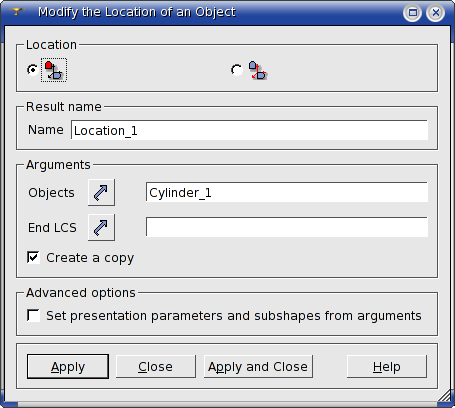 Modify the Location of an Object
Location
Result name
Name Location_1
Arguments
Objects Cylinder_1
End LCS
Create a copy
Advanced options
Set presentation parameters and subshapes from arguments
Apply Close Apply and Close Help